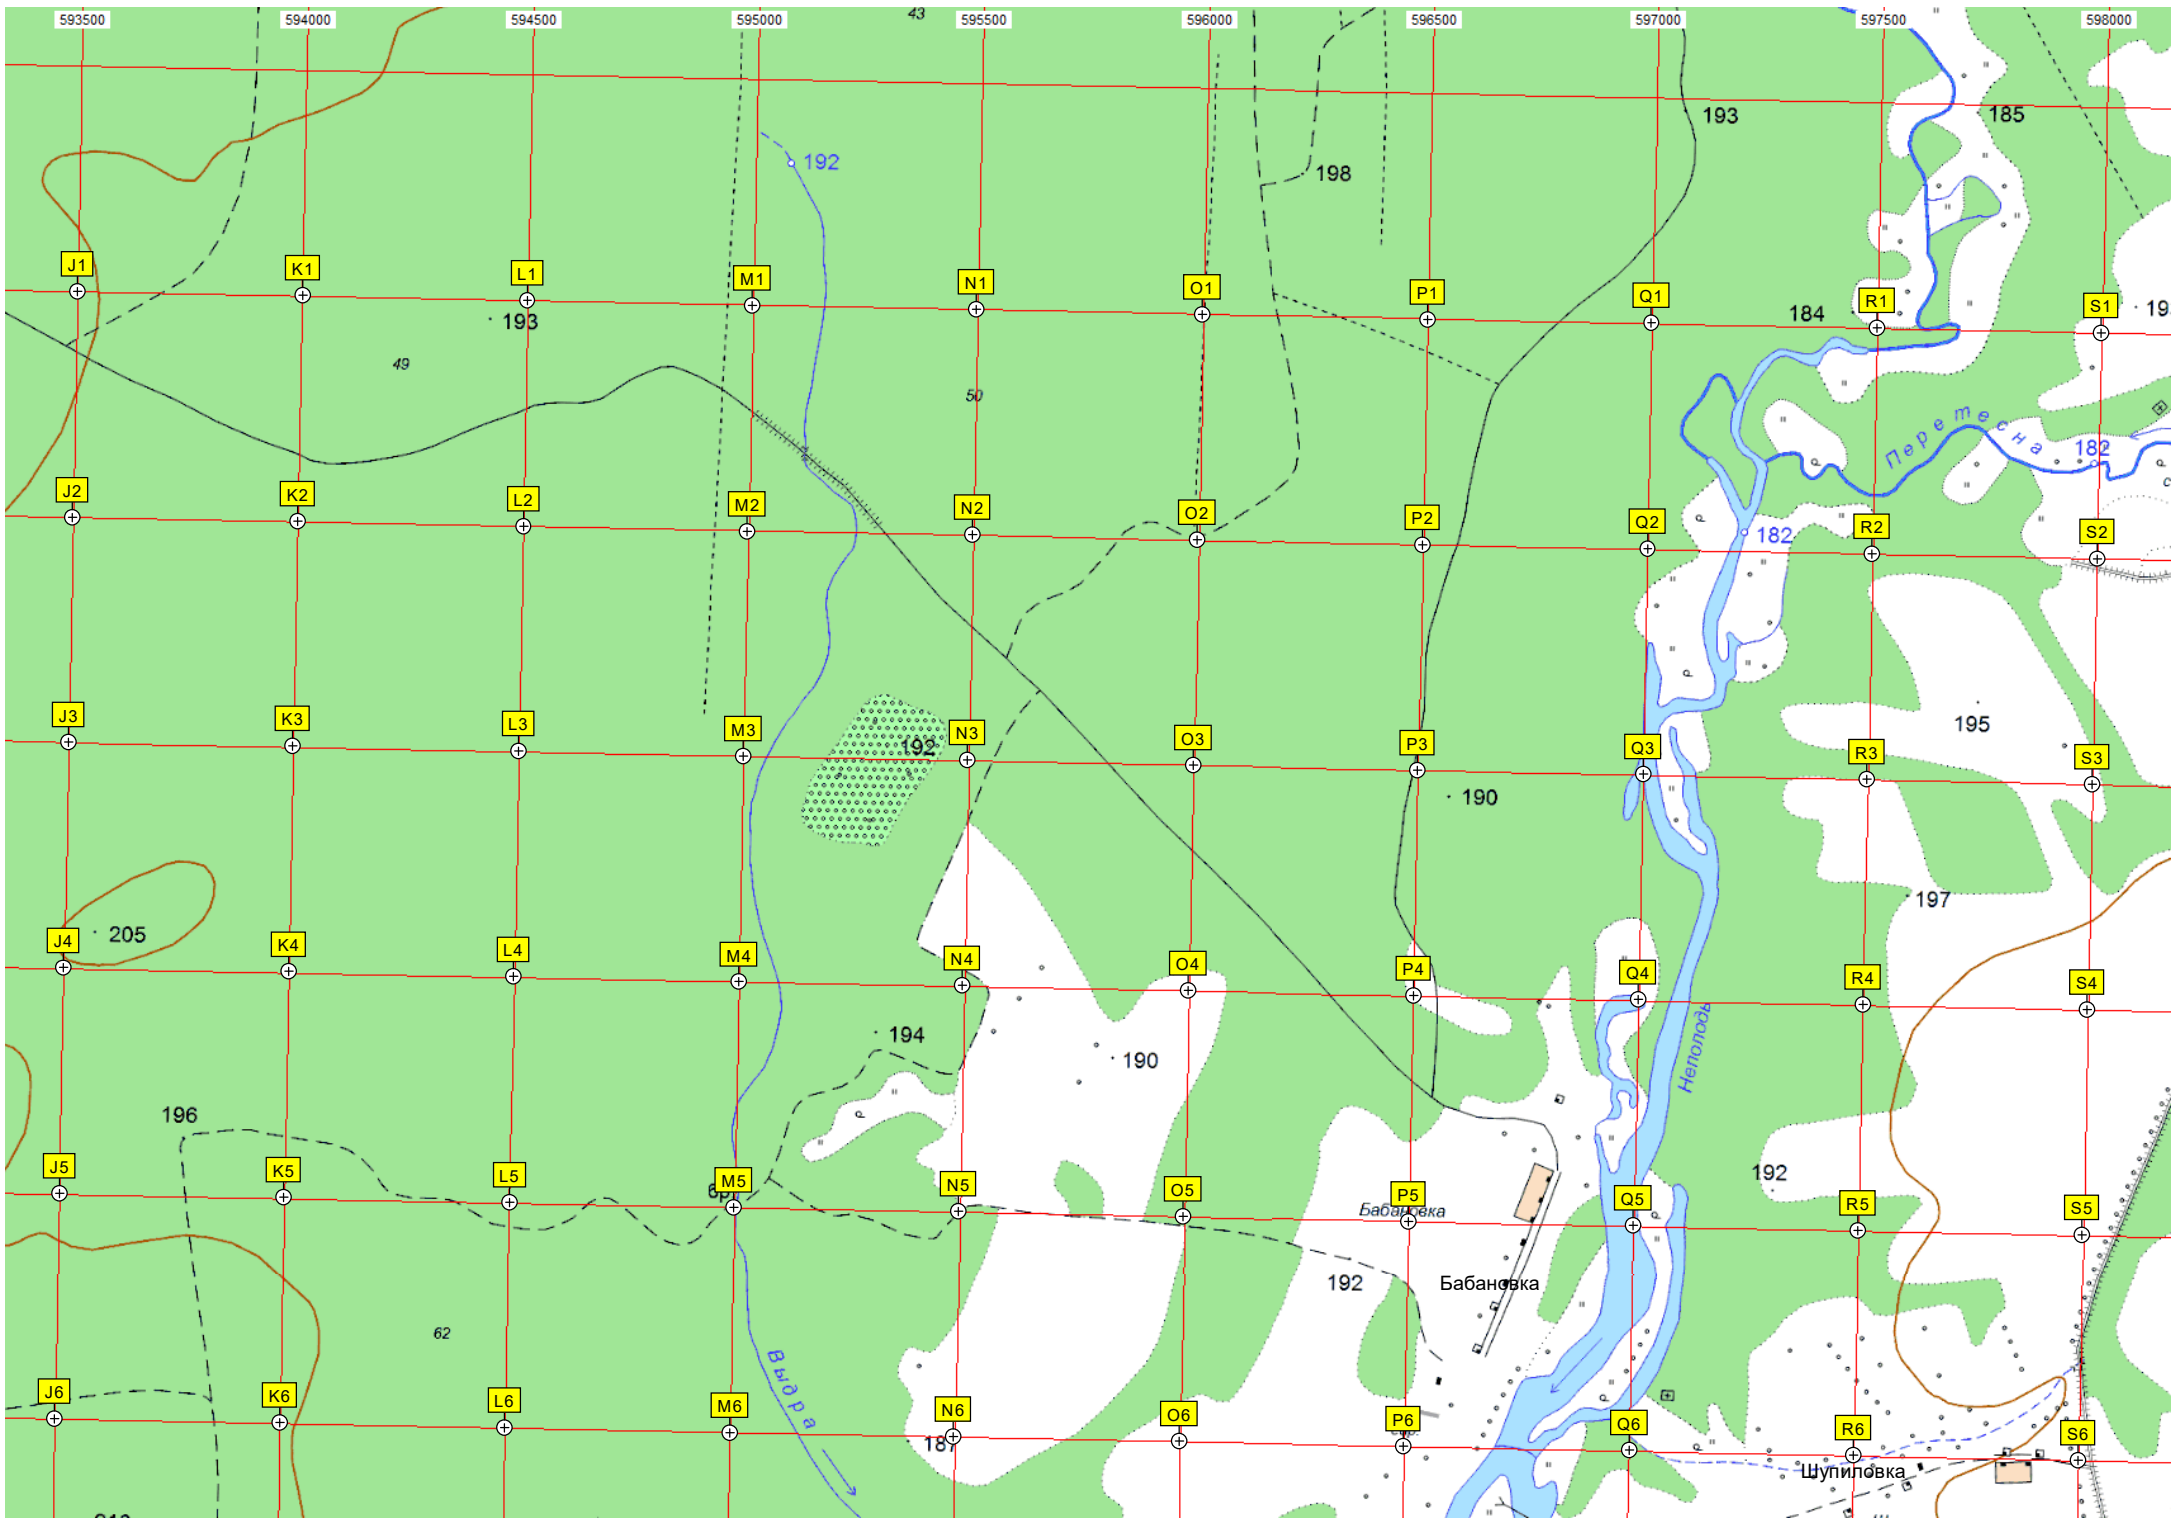 593500 594000 594500 595000 595500 596000 596500 597000 597500 598000
43
193 185
192 198
J1 K1 L1 M1 N1 O1 P1 Q1 R1 S1
193 184
49 50
Перетесна
182
J2 K2 L2 M2 N2 O2 P2 Q2 R2 S2
182
J3 K3 L3 M3 N3 O3 P3 Q3 R3 S3
192 195
190
197
205
J4 K4 L4 M4 N4 O4 P4 Q4 R4 S4
194 190
Неполодь
196
192
J5 K5 L5 M5 N5 O5 P5 Q5 R5 S5
Бабановка
192 Бабановка
62
Выдра
J6 K6 L6 M6 N6 O6 P6 Q6 R6 S6
187
Шупиловка